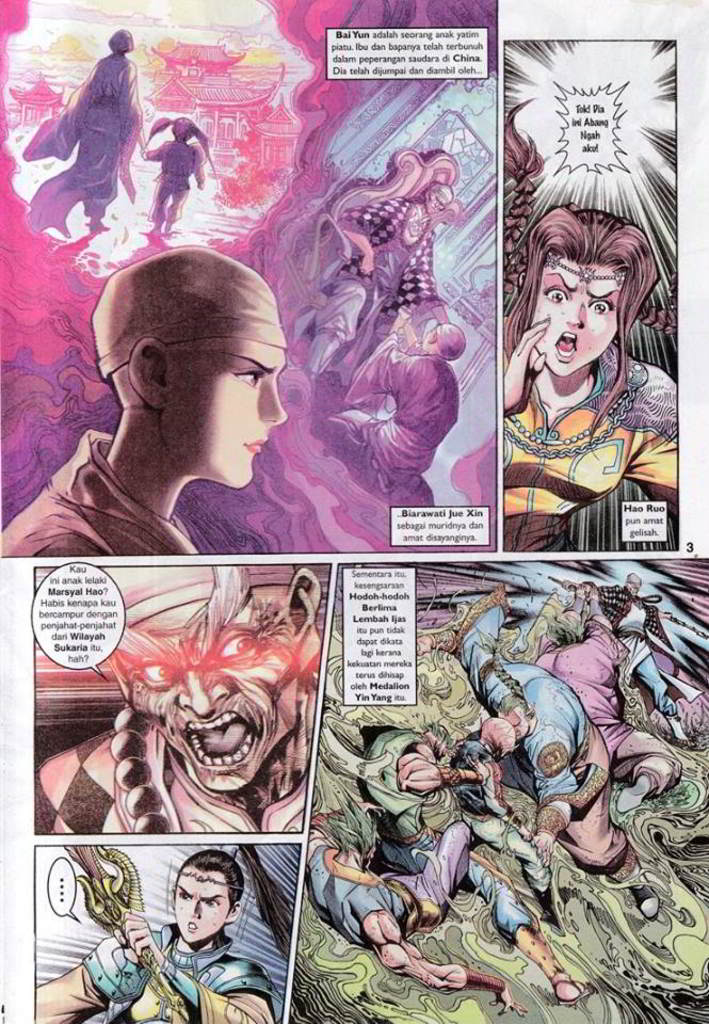 Bai Yun adalah seorang anak yatim
piatu. Ibu dan bapanya telah terbunuh
dalam peperangan saudara di China.
Dia telah dijumpai dan diambil oleh...
Tok! Dia
ini Abang
Ngah
aku!
..Biarawati Jue Xin
sebagai muridnya dan
amat disayanginya.
Hao Ruo
pun amat
gelisah.
3
Kau
ini anak lelaki
Marsyal Hao?
Habis kenapa kau
bercampur dengan
penjahat-penjahat
dari Wilayah
Sukaria itu,
hah?
Sementara itu,
kesengsaraan
Hodoh-hodoh
Berlima
Lembah Ijas
itu pun tidak
dapat dikata
lagi kerana
kekuatan mereka
terus dihisap
oleh Medalion
Yin Yang itu.
...